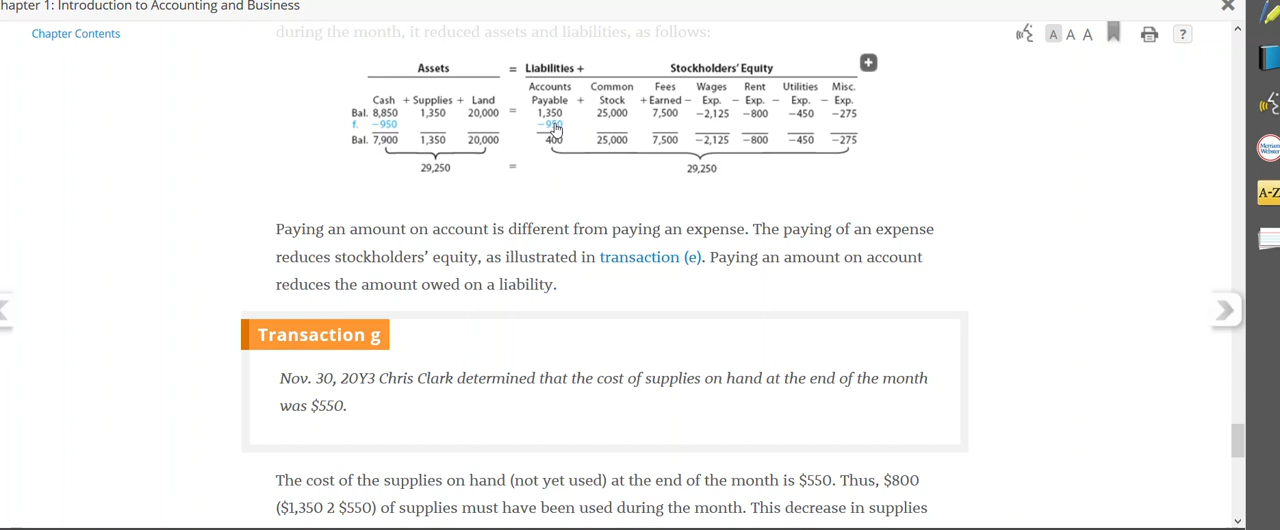 hapter 1: Introduction to Accounting and Business
Chapter Contents
during the month, it reduced assets and liabilities, as follows:
A A A ?
Assets = Liabilities + Stockholders' Equity
Accounts Common Fees Wages Rent Utilities Misc.
Cash + Supplies + Land Payable + Stock + Earned – Exp. – Exp. – Exp. – Exp.
Bal. 8,850 1,350 20,000 = 1,350 25,000 7,500 –2,125 –800 –450 –275
f. –950 –950
Bal. 7,900 1,350 20,000 400 25,000 7,500 –2,125 –800 –450 –275
29,250 = 29,250
Paying an amount on account is different from paying an expense. The paying of an expense
reduces stockholders' equity, as illustrated in transaction (e). Paying an amount on account
reduces the amount owed on a liability.
Transaction g
Nov. 30, 20Y3 Chris Clark determined that the cost of supplies on hand at the end of the month
was $550.
The cost of the supplies on hand (not yet used) at the end of the month is $550. Thus, $800
($1,350 2 $550) of supplies must have been used during the month. This decrease in supplies
Merriam
Webster
A-Z